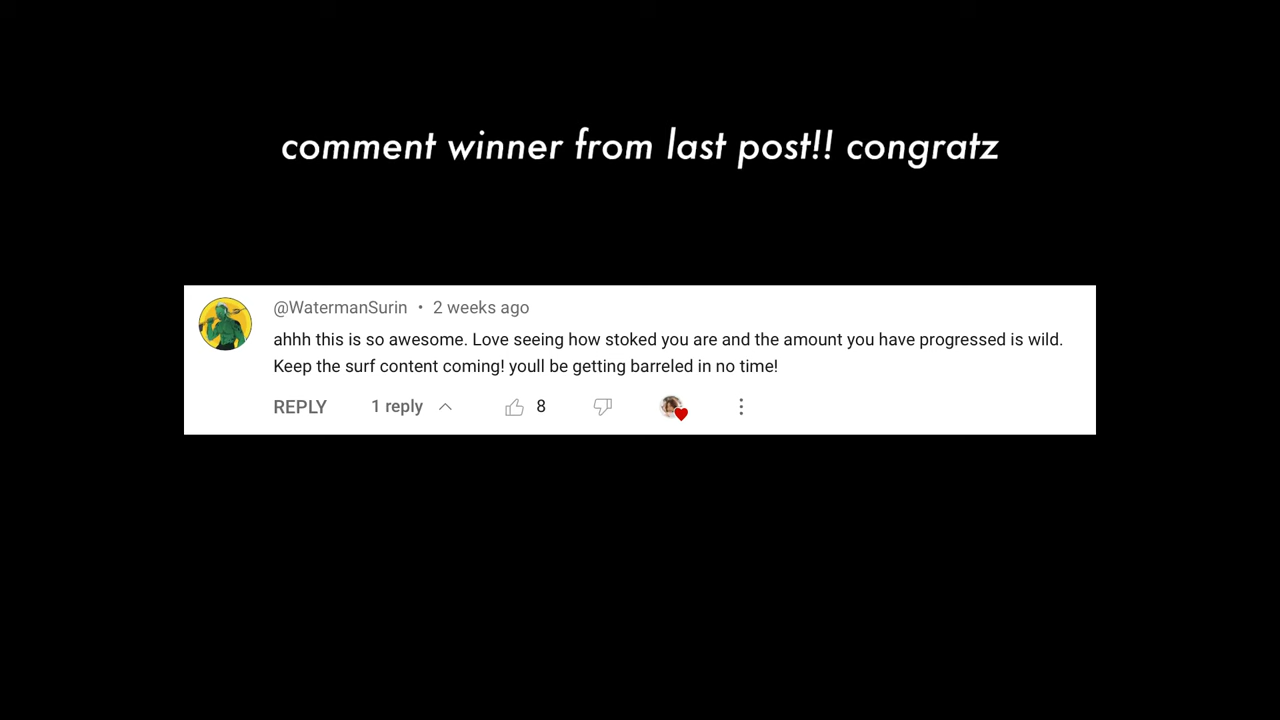 comment winner from last post!! congratz
@WatermanSurin • 2 weeks ago
ahhh this is so awesome. Love seeing how stoked you are and the amount you have progressed is wild.
Keep the surf content coming! youll be getting barreled in no time!
REPLY 1 reply 8